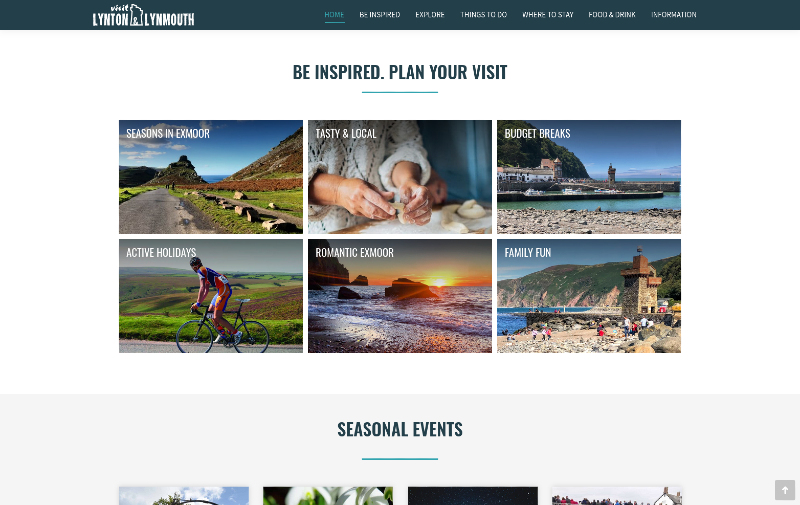 visit
LYNTON & LYNMOUTH
HOME BE INSPIRED EXPLORE THINGS TO DO WHERE TO STAY FOOD & DRINK INFORMATION
BE INSPIRED. PLAN YOUR VISIT
SEASONS IN EXMOOR
TASTY & LOCAL
BUDGET BREAKS
ACTIVE HOLIDAYS
ROMANTIC EXMOOR
FAMILY FUN
SEASONAL EVENTS